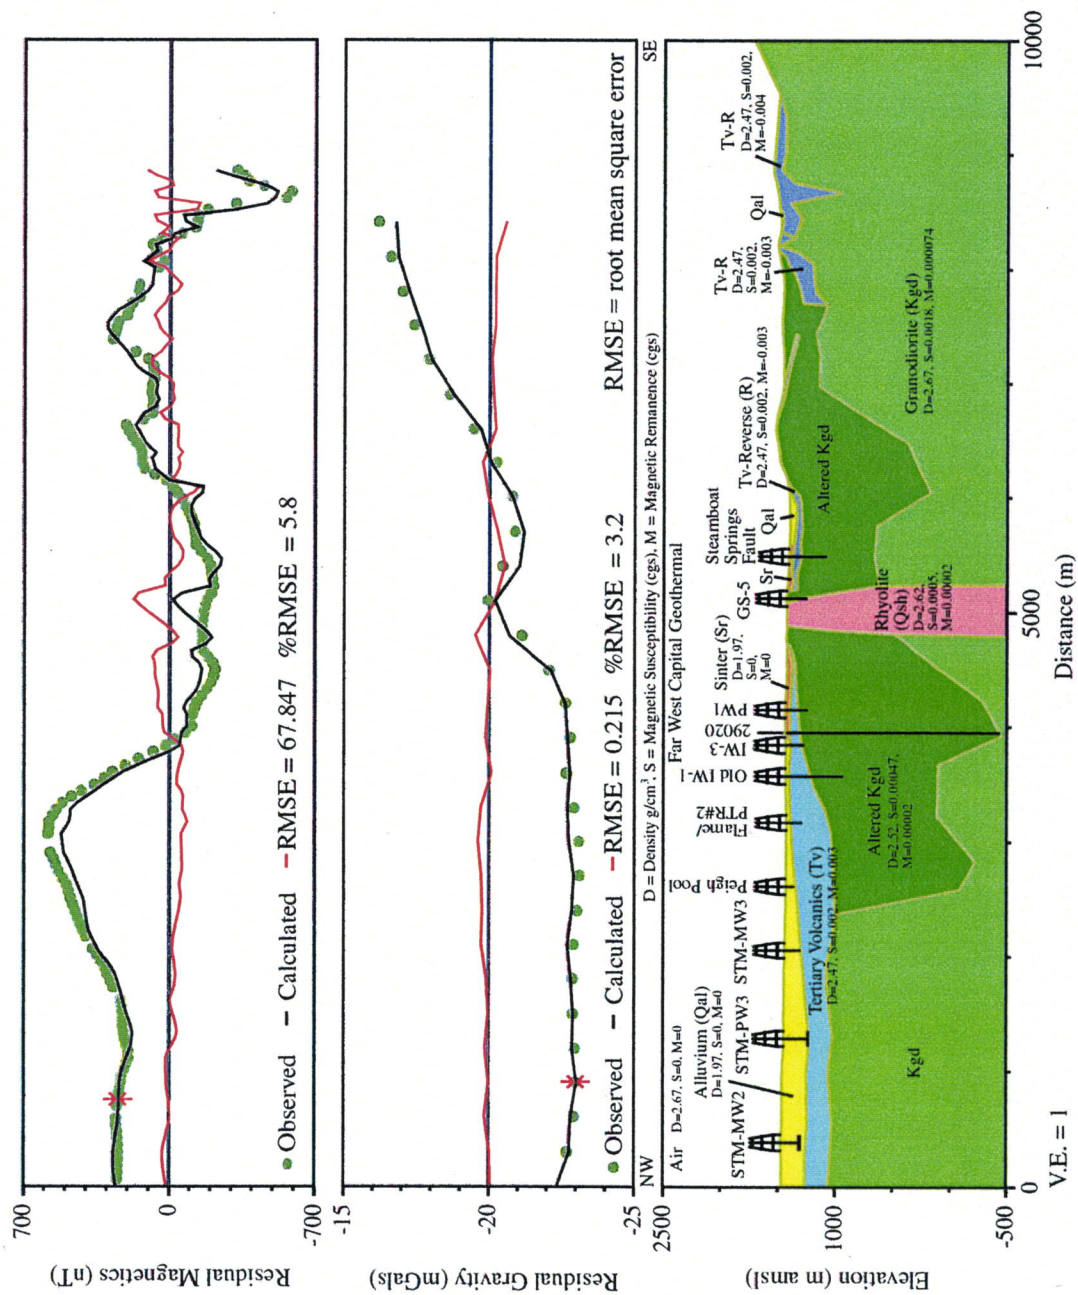 700
0
-700
Residual Magnetics (nT)
Observed
Calculated
RMSE = 67.847 %RMSE = 5.8
-15
-20
-25
Residual Gravity (mGals)
Observed
Calculated
RMSE = 0.215 %RMSE = 3.2
RMSE = root mean square error
D = Density g/cm³, S = Magnetic Susceptibility (cgs), M = Magnetic Remanence (cgs)
NW
SE
2500
1000
-500
Elevation (m amsl)
Air D=2.67, S=0, M=0
Far West Capital Geothermal
STM-MW2
Alluvium (Qal)
D=1.97, S=0, M=0
STM-PW3
STM-MW3
Peigh Pool
Flame/
PTR#2
Old IW-1
IW-3
29020
PW1
Sinter (Sr)
D=1.97,
S=0,
M=0
GS-5
Sr
Steamboat
Springs
Fault
Qal
Tv-Reverse (R)
D=2.47, S=0.002, M=-0.003
Tv-R
D=2.47,
S=0.002,
M=-0.003
Qal
Tv-R
D=2.47, S=0.002,
M=-0.004
Tertiary Volcanics (Tv)
D=2.47, S=0.002, M=0.003
Kgd
Altered Kgd
D=2.52, S=0.00047,
M=0.00002
Rhyolite
(Qsh)
D=2.62,
S=0.0005,
M=0.00002
Altered Kgd
Granodiorite (Kgd)
D=2.67, S=0.0018, M=0.000074
0
5000
10000
V.E. = 1
Distance (m)